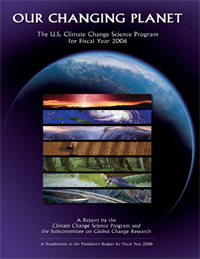 OUR CHANGING PLANET
The U.S. Climate Change Science Program
for Fiscal Year 2006
A Report by the
Climate Change Science Program and
the Subcommittee on Global Change Research
A Supplement to the President's Budget for Fiscal Year 2006